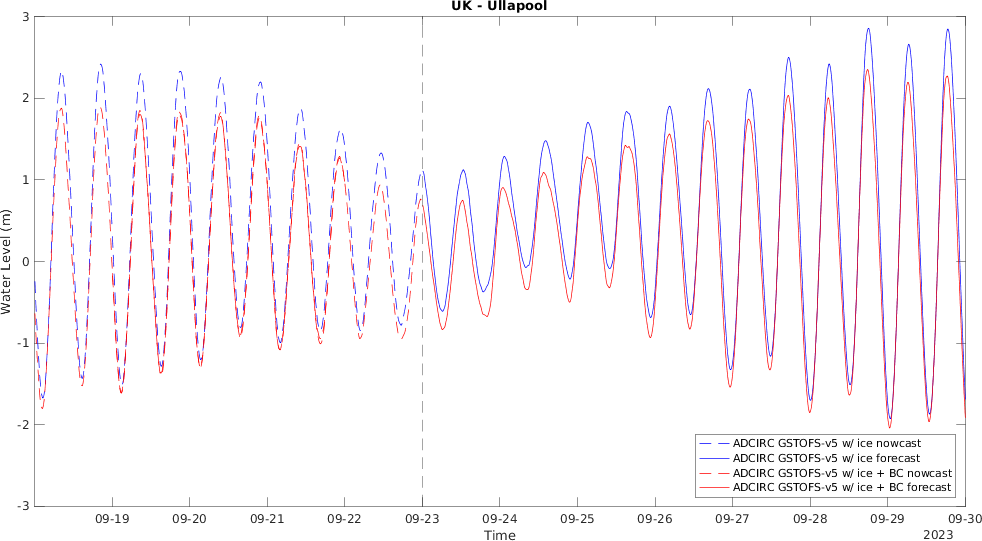 UK - Ullapool
3
2
1
0
-1
-2
-3
Water Level (m)
ADCIRC GSTOFS-v5 w/ ice nowcast
ADCIRC GSTOFS-v5 w/ ice forecast
ADCIRC GSTOFS-v5 w/ ice + BC nowcast
ADCIRC GSTOFS-v5 w/ ice + BC forecast
09-19 09-20 09-21 09-22 09-23 09-24 09-25 09-26 09-27 09-28 09-29 09-30
Time
2023